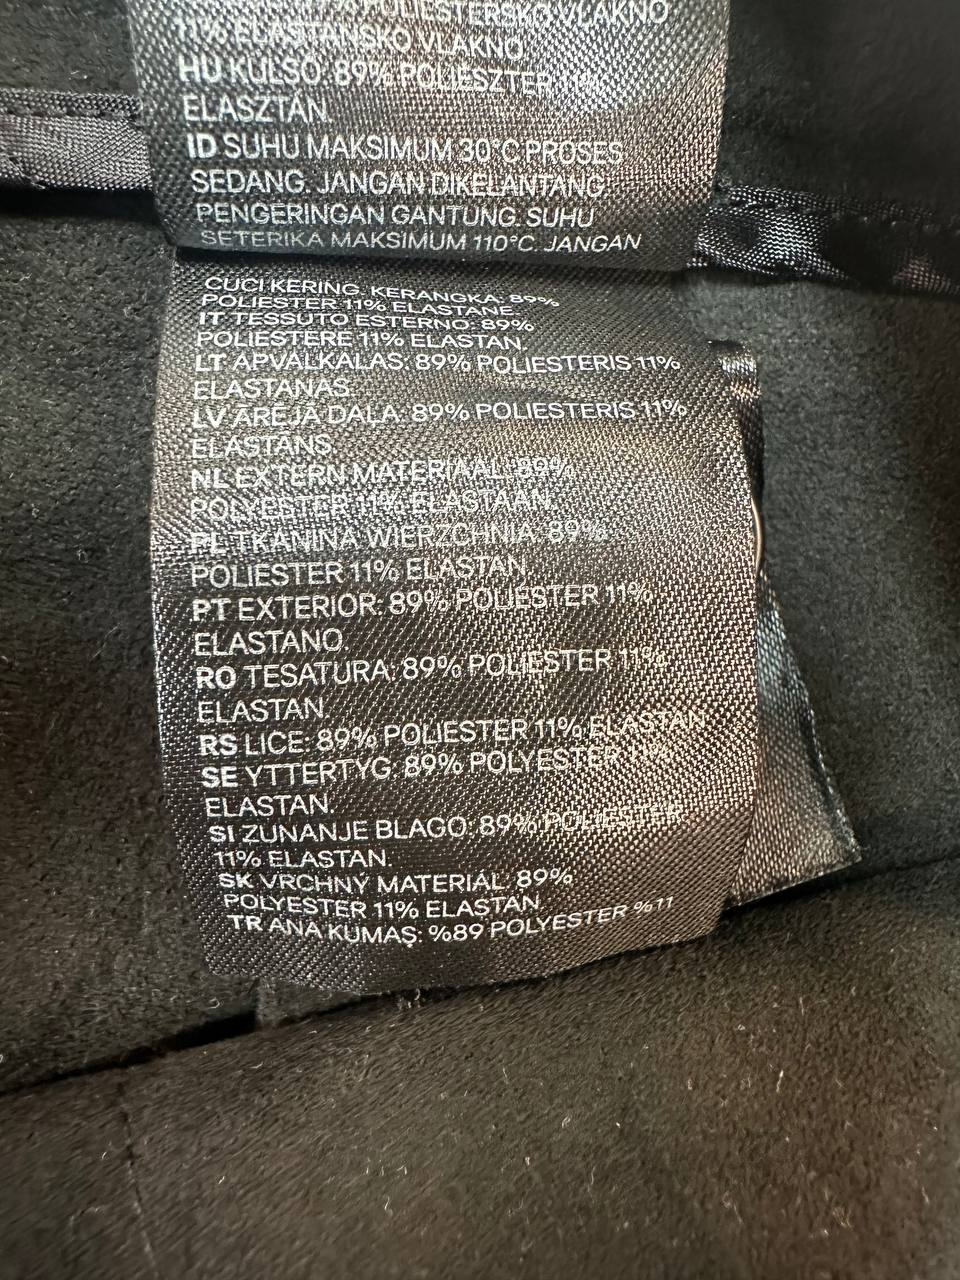 POLIESTERSKO VLAKNO
11% ELASTANSKO VLAKNO
HU KÜLSŐ: 89% POLIESZTER 11%
ELASZTÁN.
ID SUHU MAKSIMUM 30°C PROSES
SEDANG. JANGAN DIKELANTANG.
PENGERINGAN GANTUNG. SUHU
SETERIKA MAKSIMUM 110°C. JANGAN
CUCI KERING. KERANGKA: 89%
POLIESTER 11% ELASTANE.
IT TESSUTO ESTERNO: 89%
POLIESTERE 11% ELASTAN.
LT APVALKALAS: 89% POLIESTERIS 11%
ELASTANAS.
LV ĀRĒJĀ DAĻA: 89% POLIESTERIS 11%
ELASTĀNS.
NL EXTERN MATERIAAL: 89%
POLYESTER 11% ELASTAAN.
PL TKANINA WIERZCHNIA: 89%
POLIESTER 11% ELASTAN.
PT EXTERIOR: 89% POLIÉSTER 11%
ELASTANO.
RO TESATURA: 89% POLIESTER 11%
ELASTAN.
RS LICE: 89% POLIESTER 11% ELASTAN.
SE YTTERTYG: 89% POLYESTER 11%
ELASTAN.
SI ZUNANJE BLAGO: 89% POLIESTER
11% ELASTAN.
SK VRCHNÝ MATERIÁL: 89%
POLYESTER 11% ELASTAN
TR ANA KUMAŞ: %89 POLYESTER %11